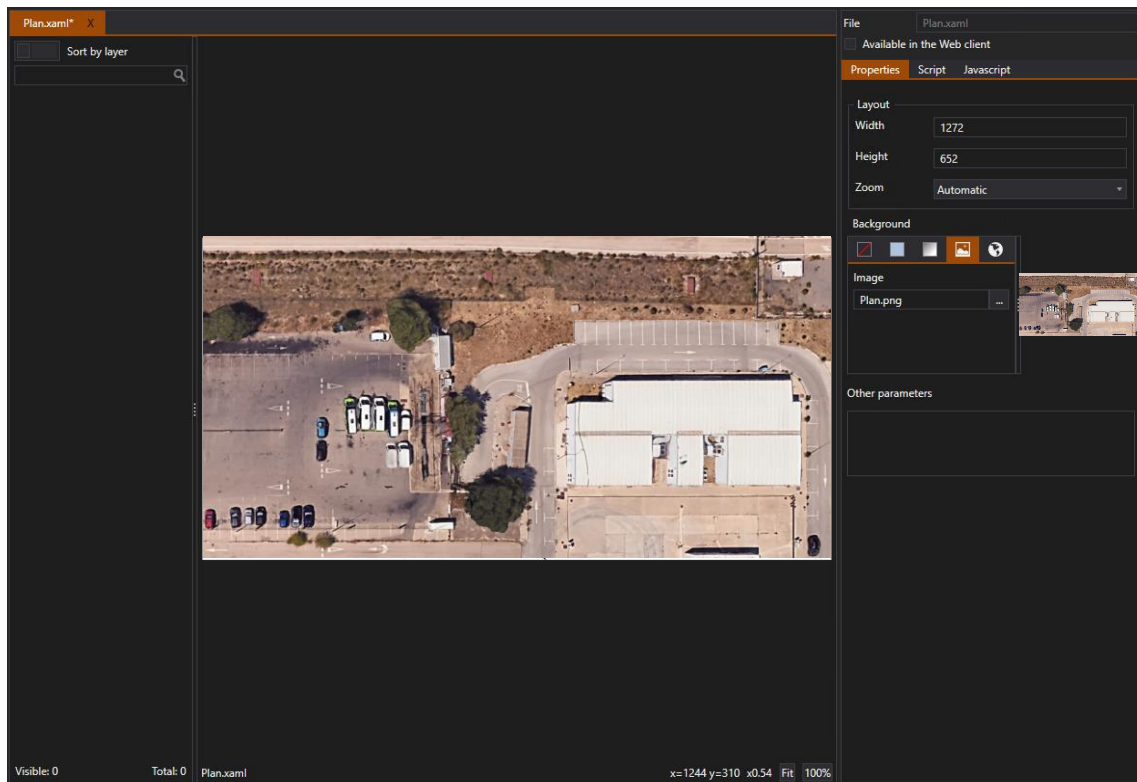 Plan.xaml* X
Sort by layer
Visible: 0 Total: 0
Plan.xaml
x=1244 y=310 x0.54 Fit 100%
File Plan.xaml
Available in the Web client
Properties Script Javascript
Layout
Width 1272
Height 652
Zoom Automatic
Background
Image
Plan.png ...
Other parameters